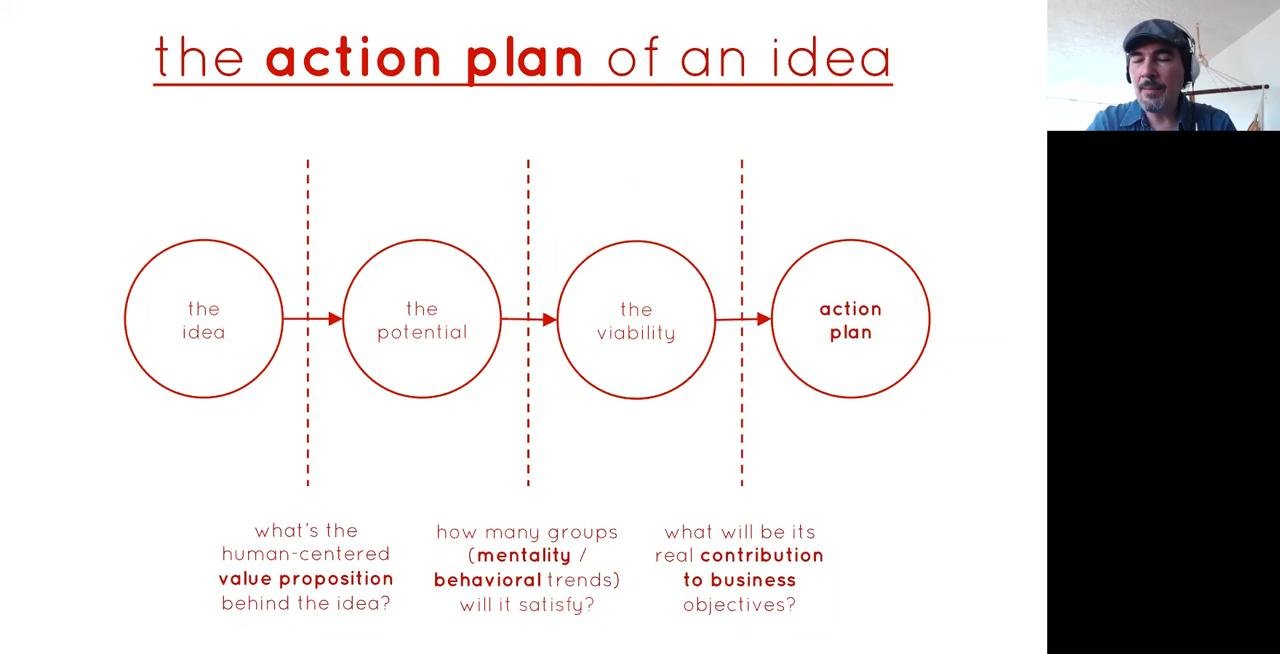 the action plan of an idea
the
idea
the
potential
the
viability
action
plan
what's the
human-centered
value proposition
behind the idea?
how many groups
(mentality /
behavioral trends)
will it satisfy?
what will be its
real contribution
to business
objectives?